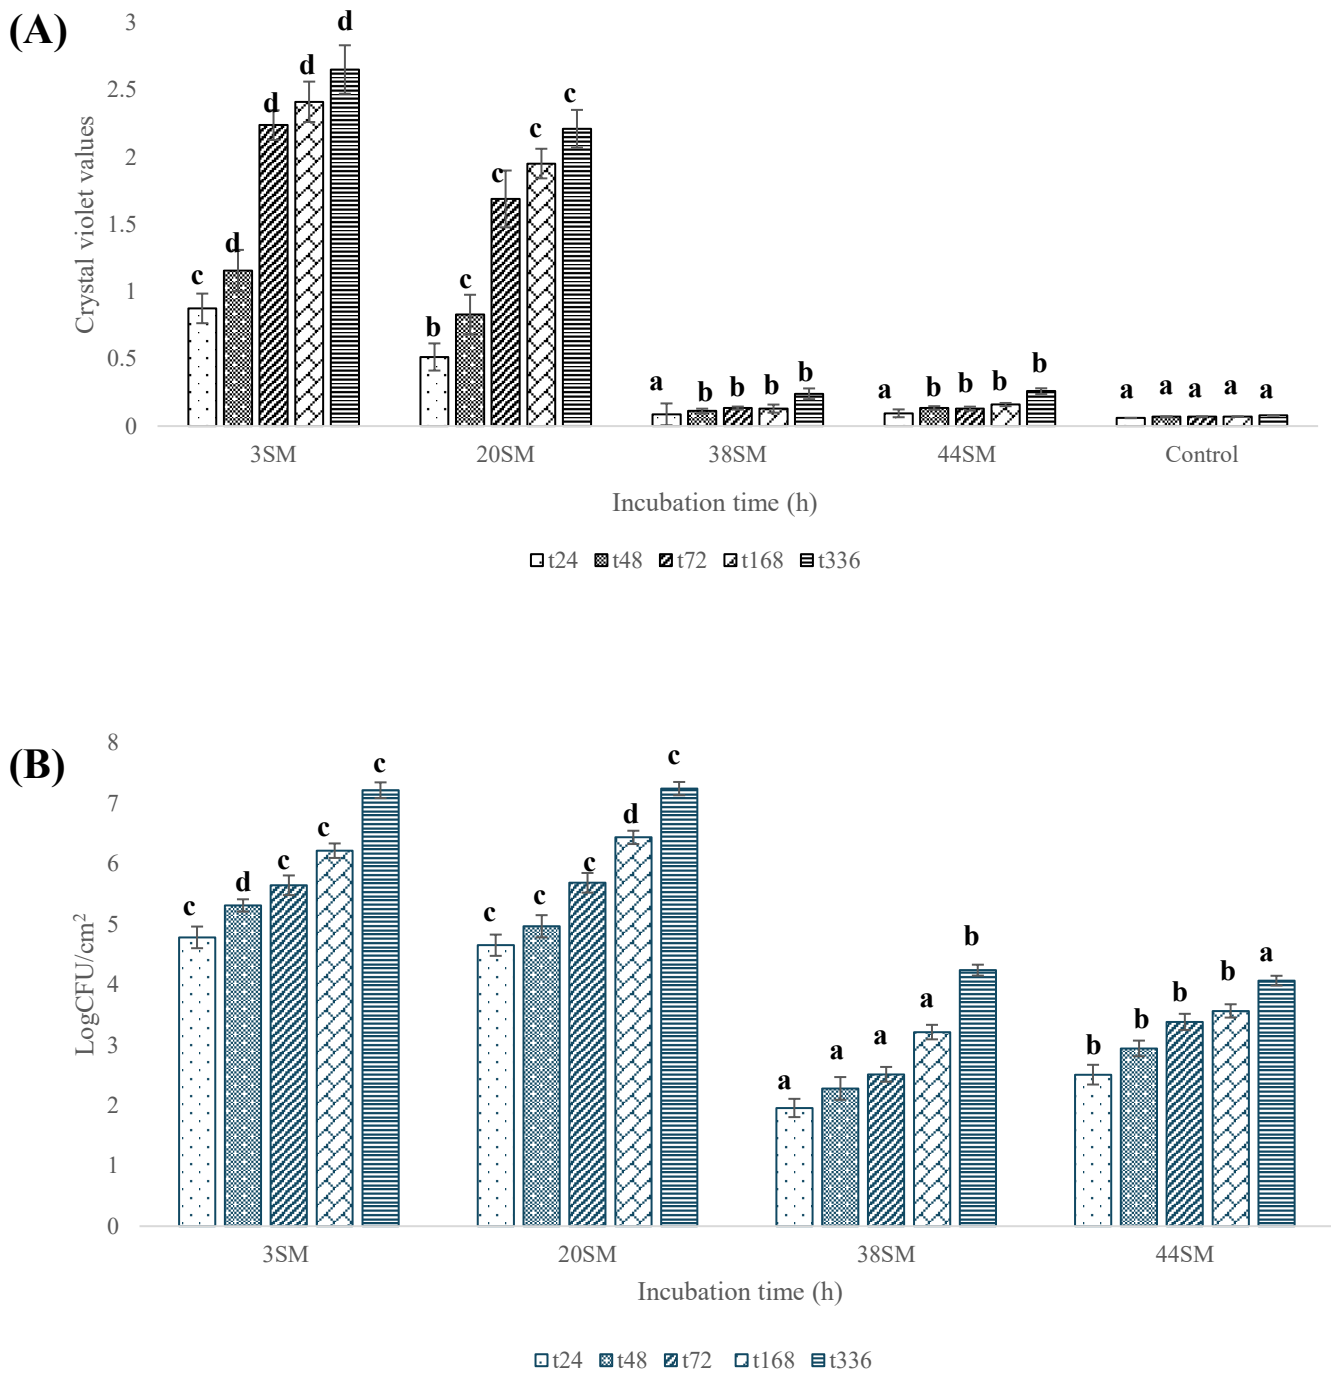 (A)
Crystal violet values
3
2.5
2
1.5
1
0.5
0
c d d d d
b c c c c
a b b b b
a b b b b
a a a a a
3SM 20SM 38SM 44SM Control
Incubation time (h)
t24 t48 t72 t168 t336
(B)
LogCFU/cm²
8
7
6
5
4
3
2
1
0
c d c c c
c c c d c
a a a a b
b b b b a
3SM 20SM 38SM 44SM
Incubation time (h)
t24 t48 t72 t168 t336